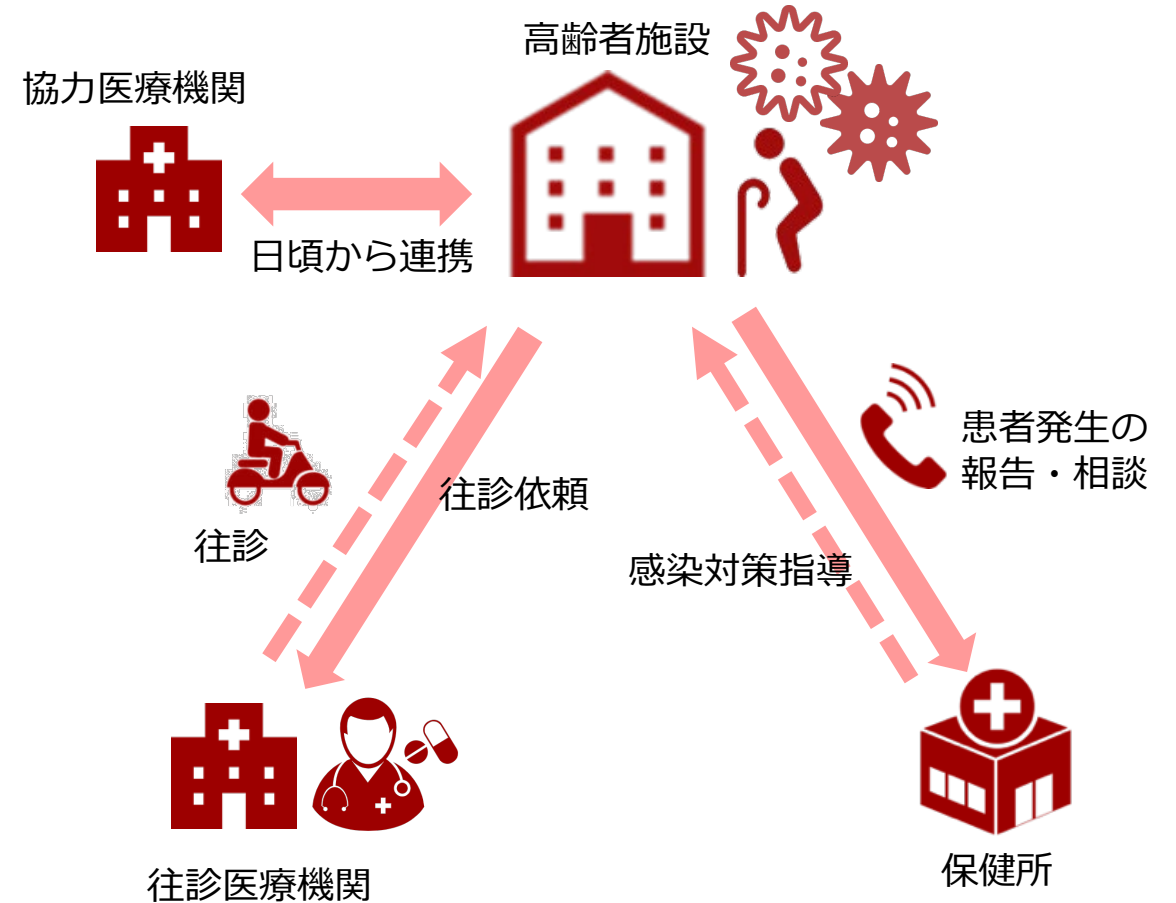 高齢者施設
協力医療機関
日頃から連携
患者発生の
報告・相談
往診依頼
往診
感染対策指導
保健所
往診医療機関